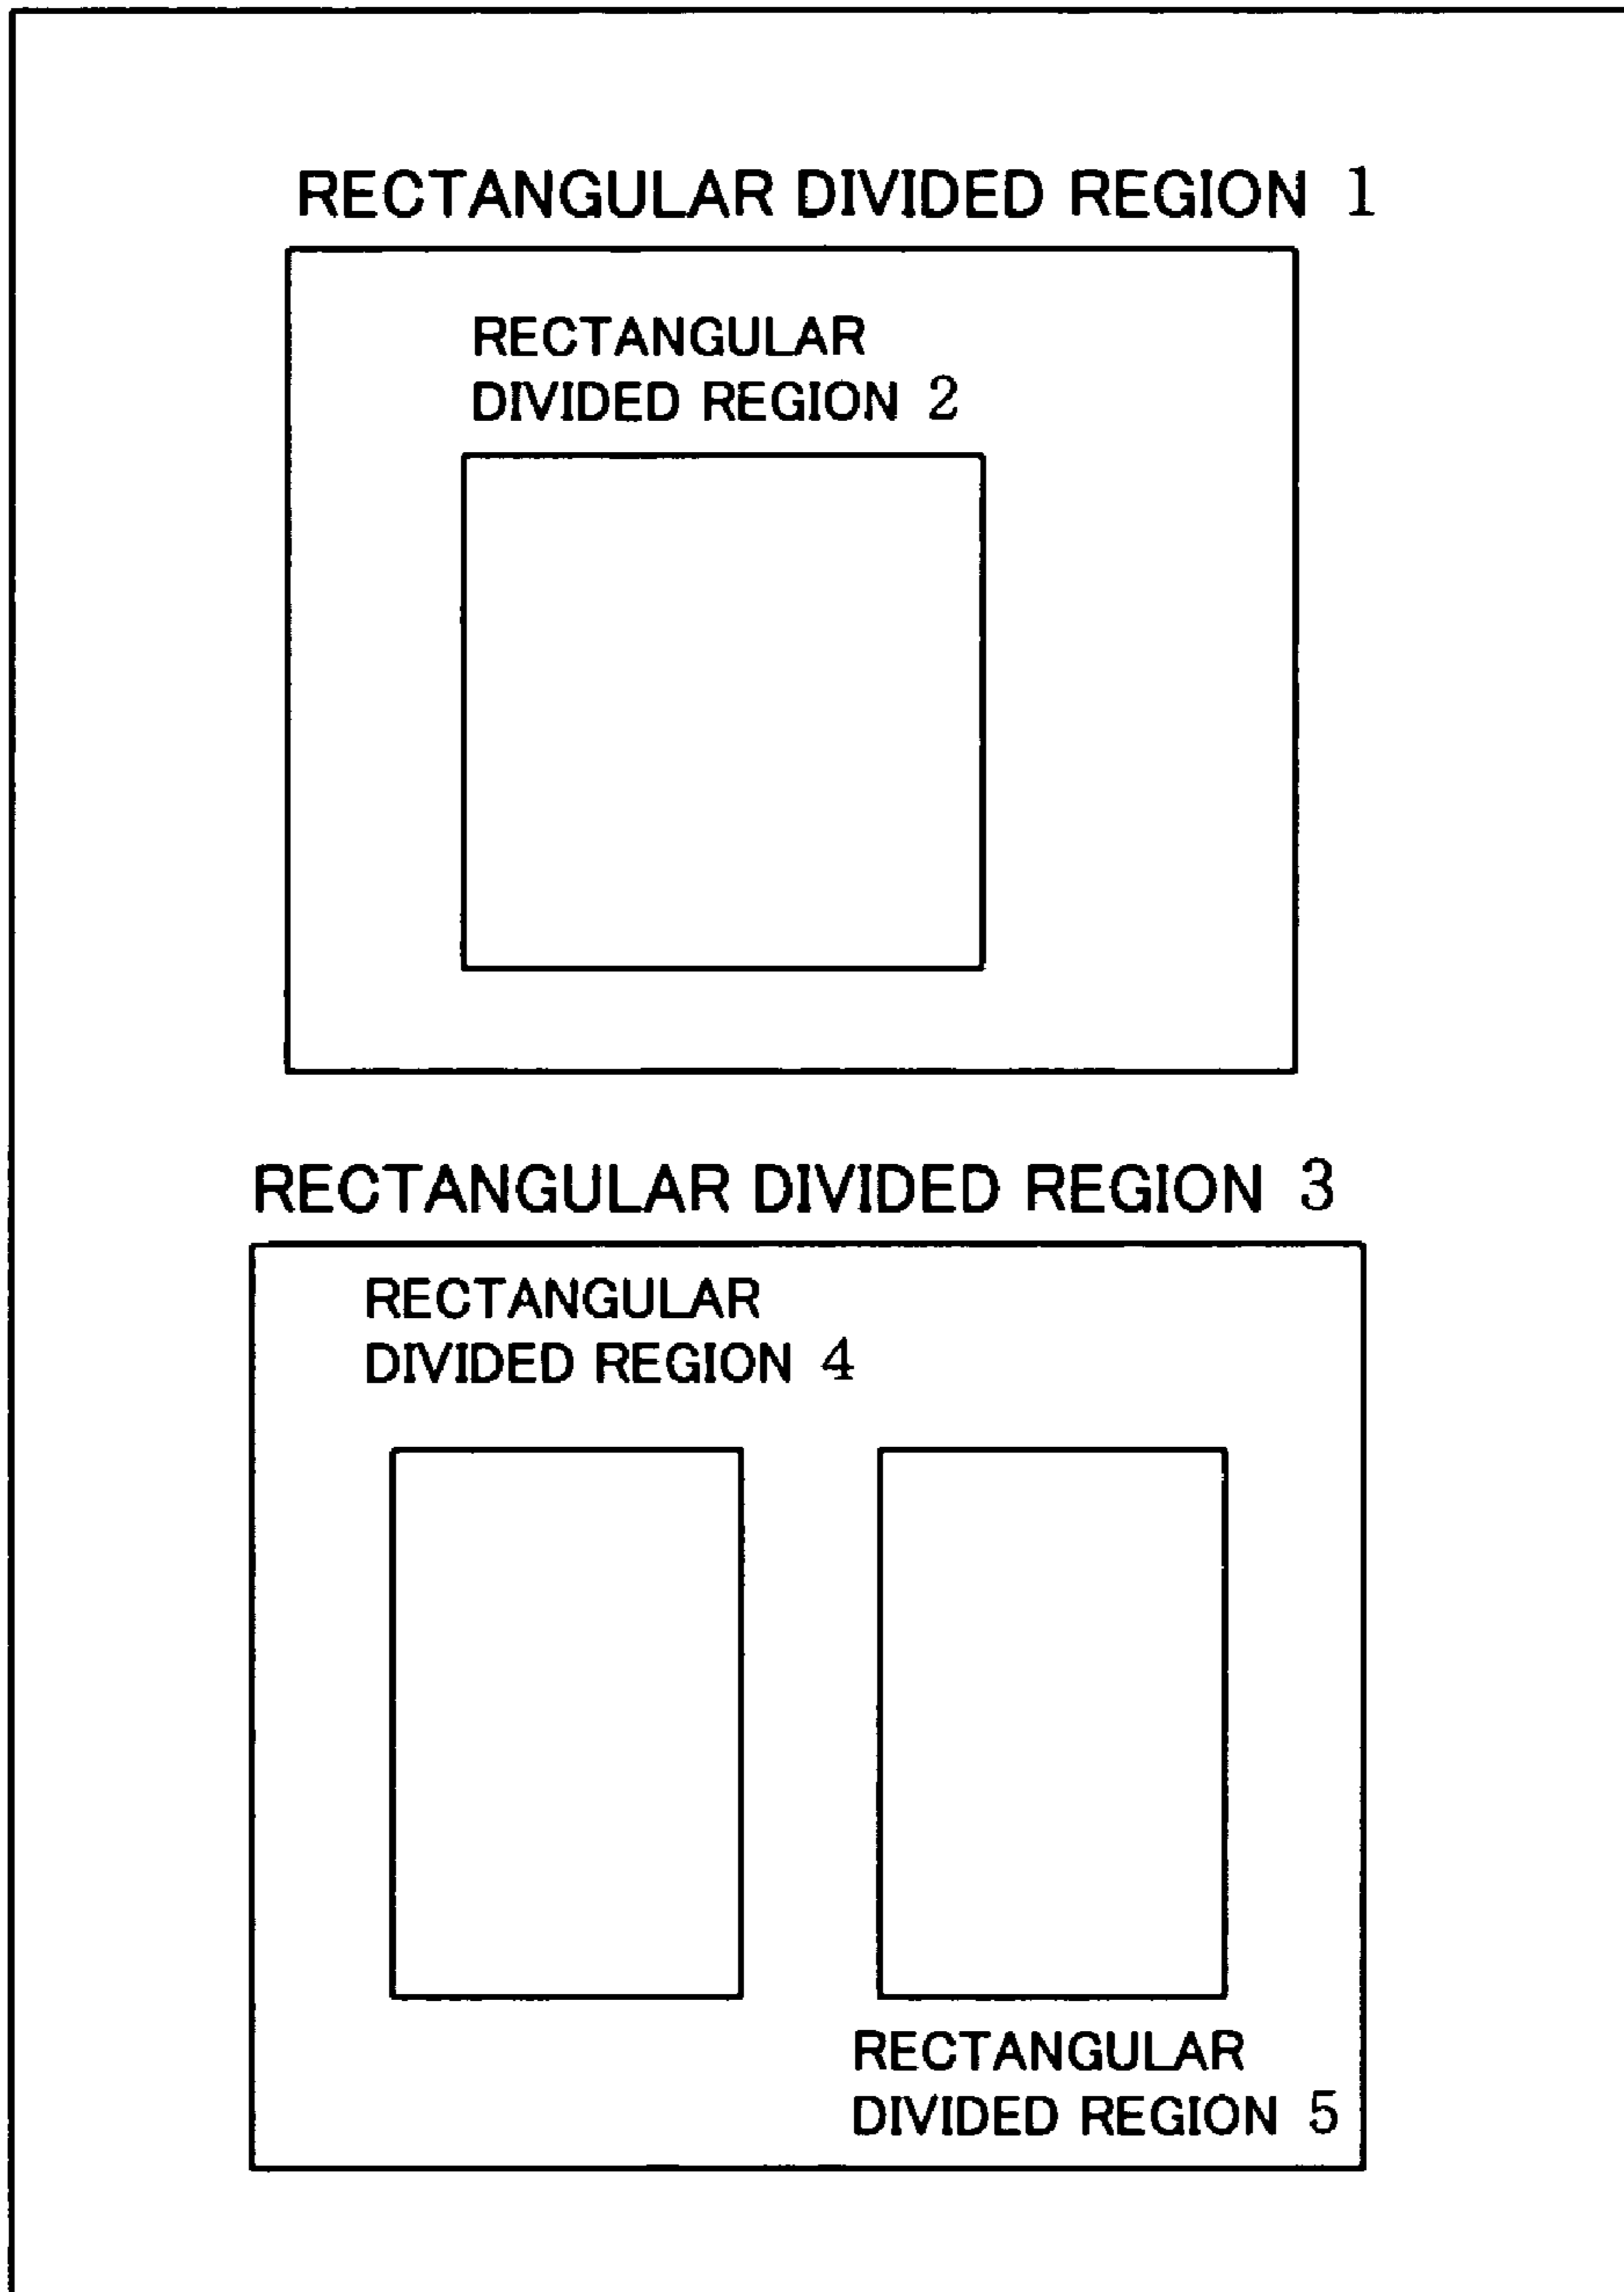 RECTANGULAR DIVIDED REGION 1
RECTANGULAR
DIVIDED REGION 2
RECTANGULAR DIVIDED REGION 3
RECTANGULAR
DIVIDED REGION 4
RECTANGULAR
DIVIDED REGION 5